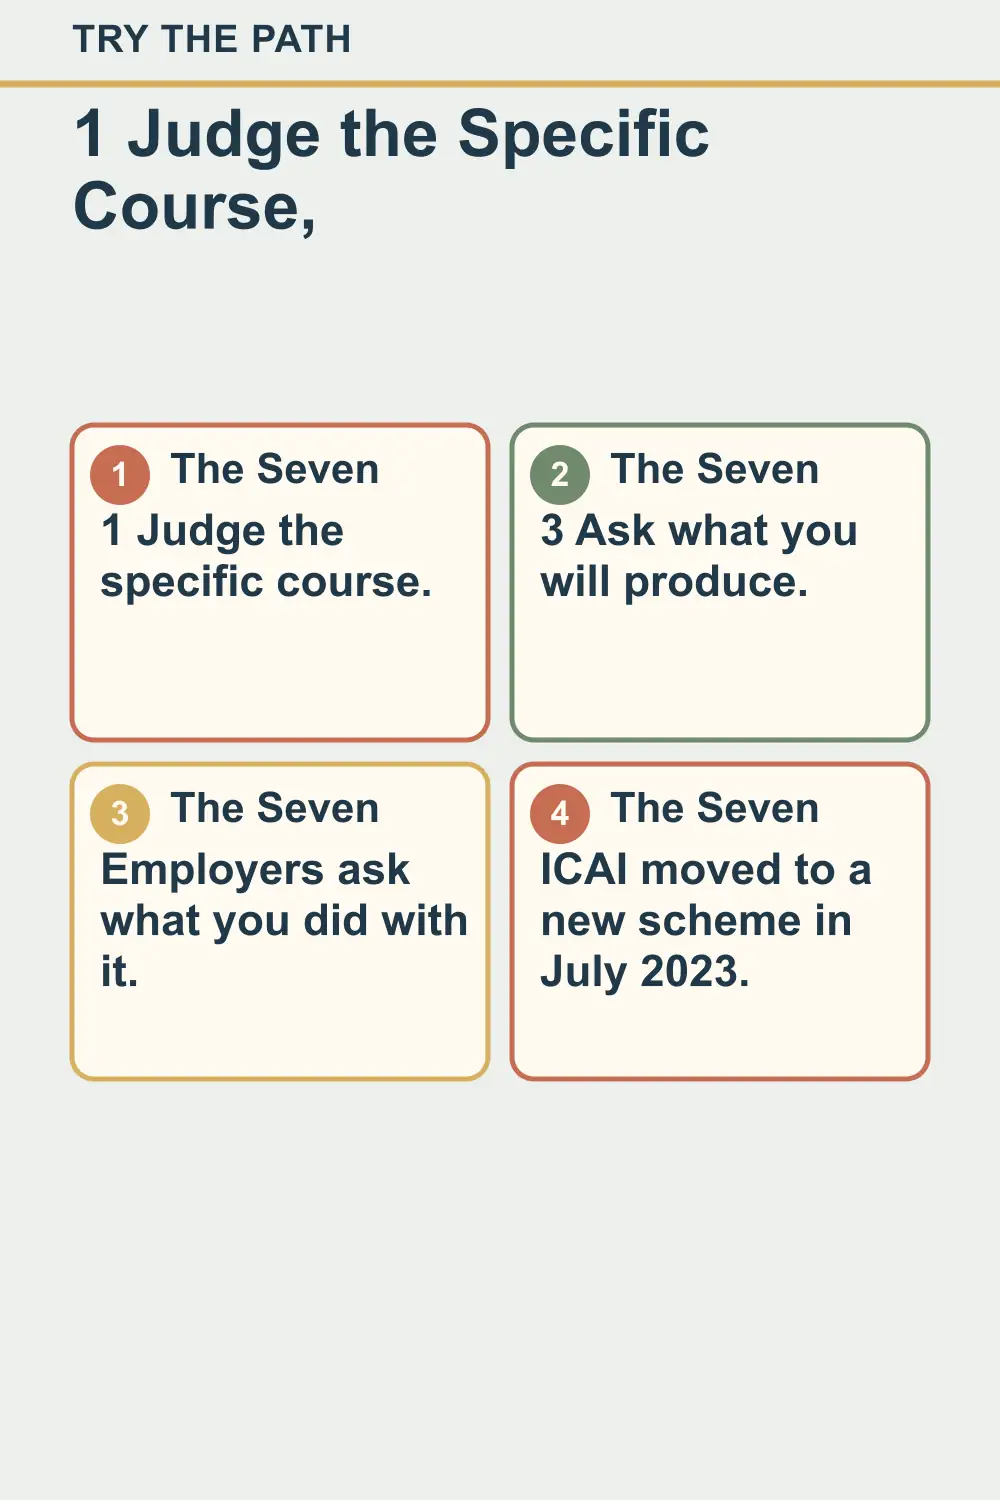 TRY THE PATH
1 Judge the Specific
Course,
1 The Seven
1 Judge the
specific course.
2 The Seven
3 Ask what you
will produce.
3 The Seven
Employers ask
what you did with
it.
4 The Seven
ICAI moved to a
new scheme in
July 2023.